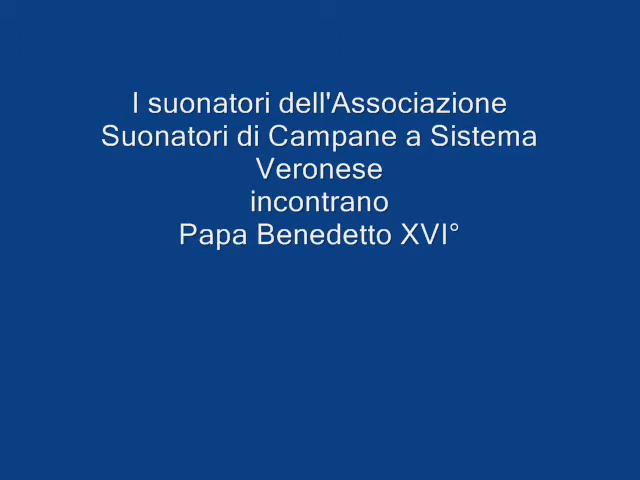 I suonatori dell'Associazione
Suonatori di Campane a Sistema
Veronese
incontrano
Papa Benedetto XVI°